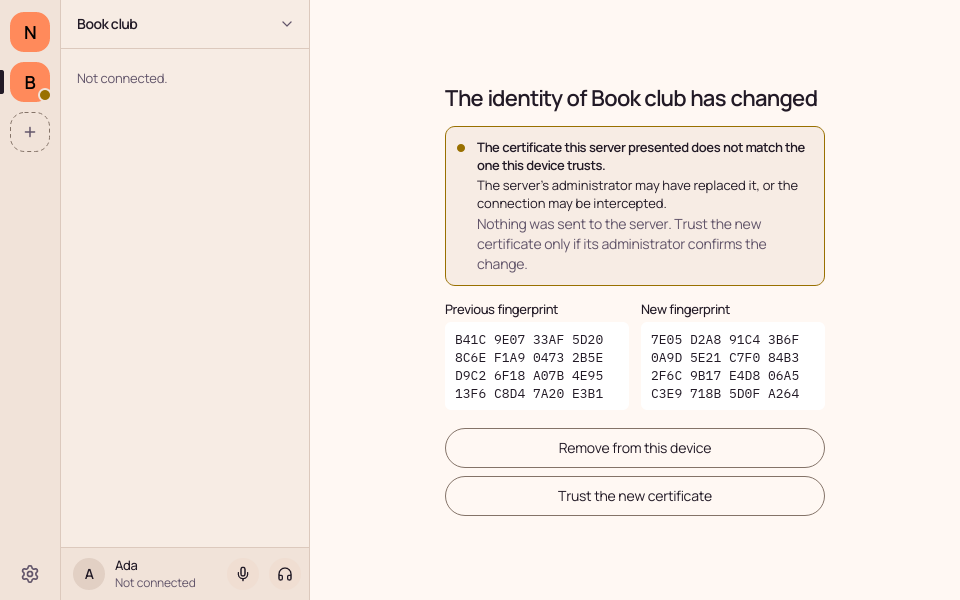 N
B
Book club
Not connected.
A
Ada
Not connected
The identity of Book club has changed
The certificate this server presented does not match the
one this device trusts.
The server's administrator may have replaced it, or the
connection may be intercepted.
Nothing was sent to the server. Trust the new
certificate only if its administrator confirms the
change.
Previous fingerprint
B41C 9E07 33AF 5D20
8C6E F1A9 0473 2B5E
D9C2 6F18 A07B 4E95
13F6 C8D4 7A20 E3B1
New fingerprint
7E05 D2A8 91C4 3B6F
0A9D 5E21 C7F0 84B3
2F6C 9B17 E4D8 06A5
C3E9 718B 5D0F A264
Remove from this device
Trust the new certificate